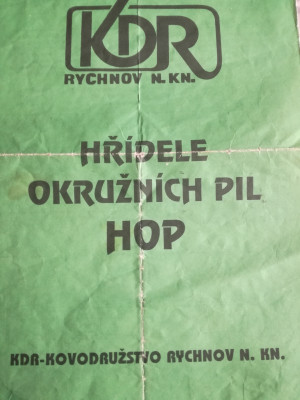 KDR
RYCHNOV N. KN.
HŘÍDELE
OKRUŽNÍCH PIL
HOP
KDR-KOVODRUŽSTVO RYCHNOV N. KN.